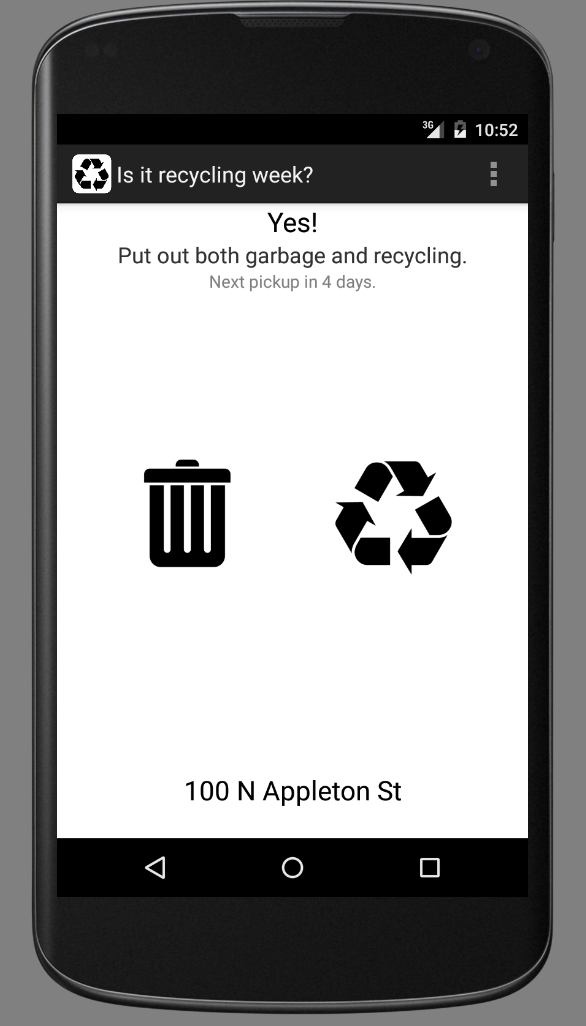 3G 10:52
Is it recycling week?
Yes!
Put out both garbage and recycling.
Next pickup in 4 days.
100 N Appleton St